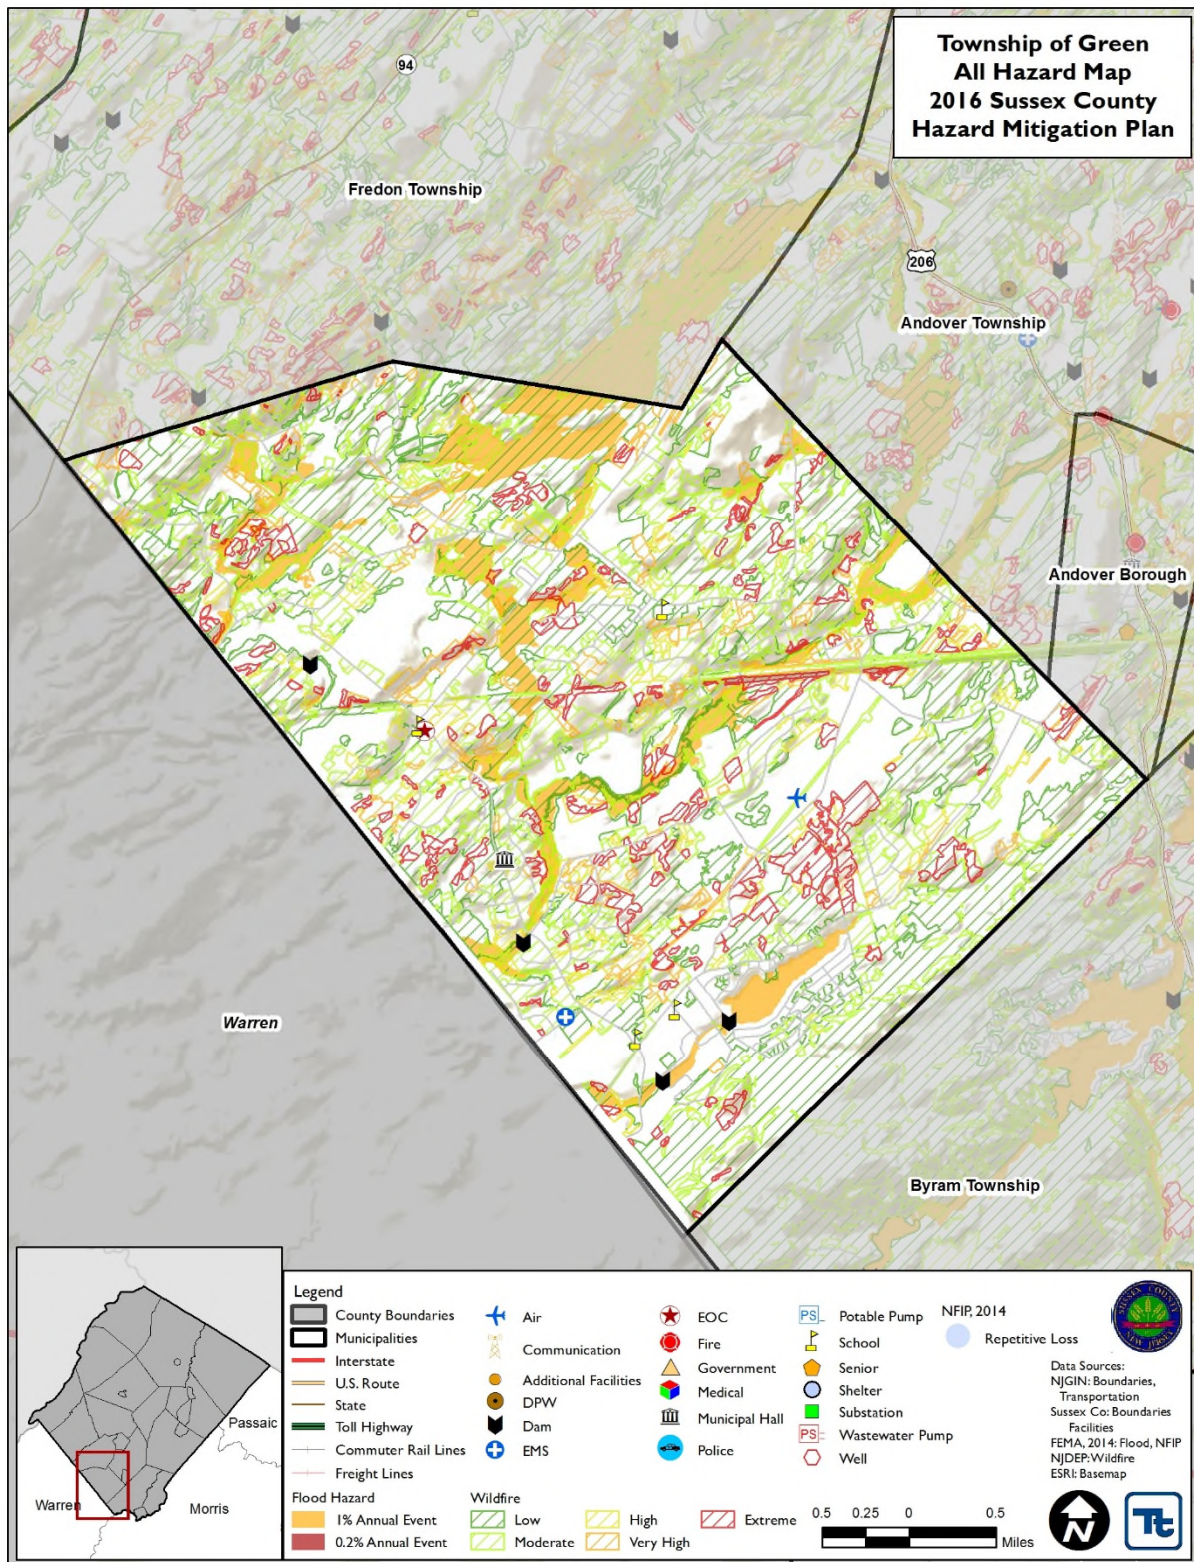 Township of Green
All Hazard Map
2016 Sussex County
Hazard Mitigation Plan
94
Fredon Township
206
Andover Township
Andover Borough
Warren
Byram Township
Passaic
Warren
Morris
Legend
County Boundaries
Municipalities
Interstate
U.S. Route
State
Toll Highway
Commuter Rail Lines
Freight Lines
Air
Communication
Additional Facilities
DPW
Dam
EMS
EOC
Fire
Government
Medical
Municipal Hall
Police
PS Potable Pump
School
Senior
Shelter
Substation
PS Wastewater Pump
Well
NFIP, 2014
Repetitive Loss
SUSSEX COUNTY
NEW JERSEY
Data Sources:
NJGIN: Boundaries,
Transportation
Sussex Co: Boundaries
Facilities
FEMA, 2014: Flood, NFIP
NJDEP: Wildfire
ESRI: Basemap
Flood Hazard
1% Annual Event
0.2% Annual Event
Wildfire
Low
Moderate
High
Very High
Extreme
0.5 0.25 0 0.5
Miles
N
Tt